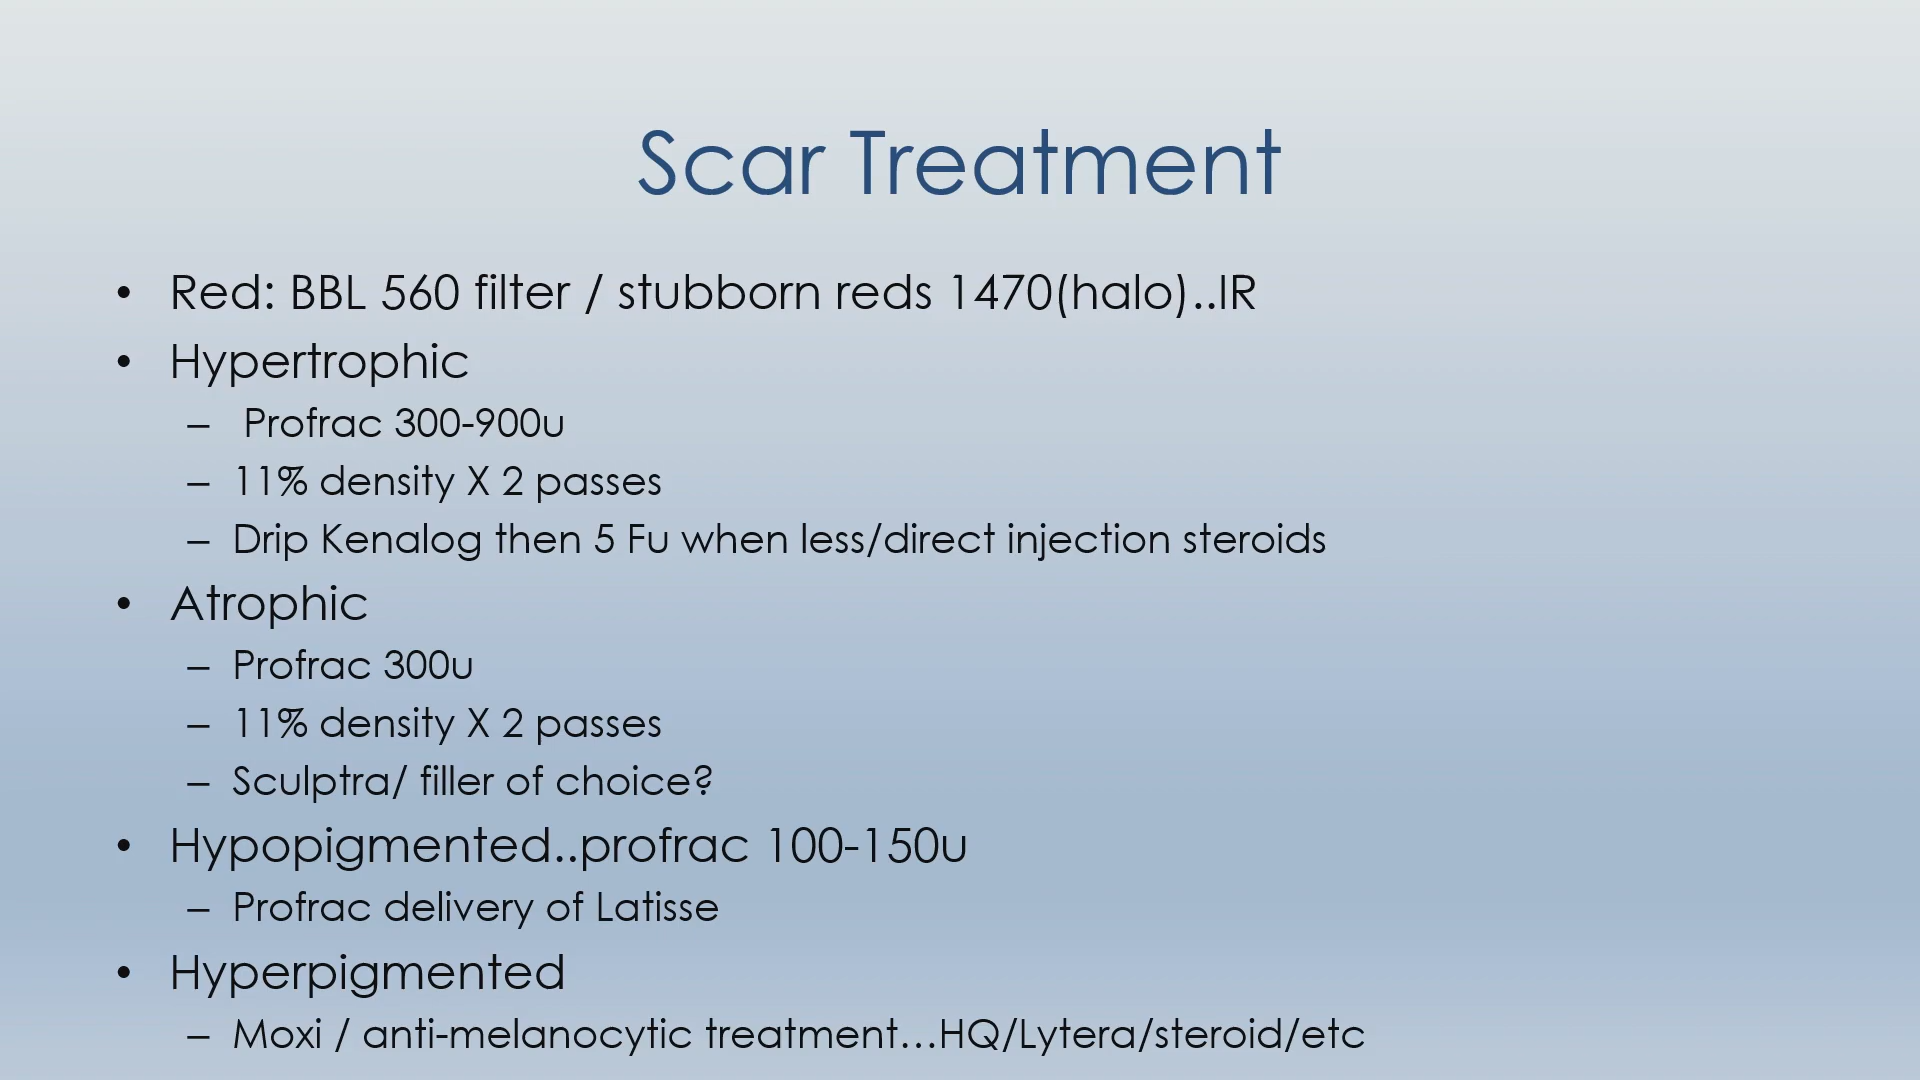 Scar Treatment
• Red: BBL 560 filter / stubborn reds 1470(halo)..IR
• Hypertrophic
– Profrac 300-900u
– 11% density X 2 passes
– Drip Kenalog then 5 Fu when less/direct injection steroids
• Atrophic
– Profrac 300u
– 11% density X 2 passes
– Sculptra/ filler of choice?
• Hypopigmented..profrac 100-150u
– Profrac delivery of Latisse
• Hyperpigmented
– Moxi / anti-melanocytic treatment…HQ/Lytera/steroid/etc